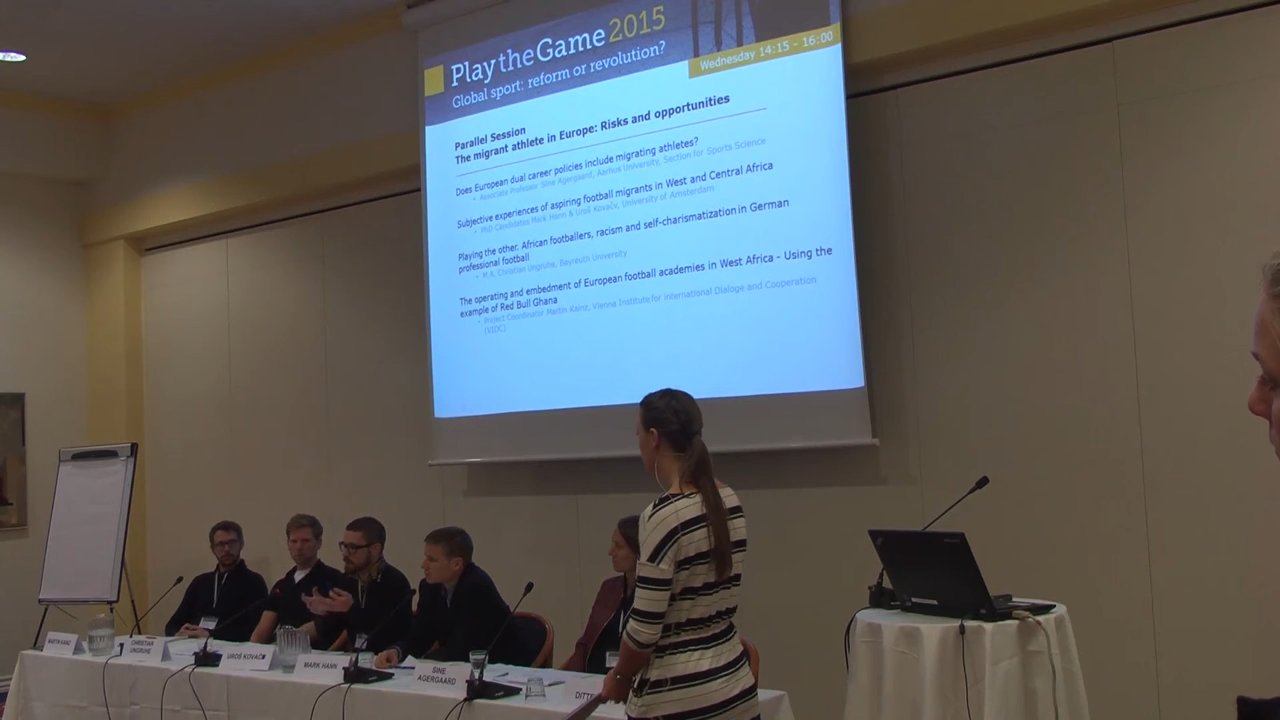 Play the Game 2015
Global sport: reform or revolution?
Wednesday 14:15 - 16:00
Parallel Session
The migrant athlete in Europe: Risks and opportunities
Does European dual career policies include migrating athletes?
• Associate Professor Sine Agergaard, Aarhus University, Section for Sports Science
Subjective experiences of aspiring football migrants in West and Central Africa
• PhD Candidates Mark Hann & Uroš Kovač, University of Amsterdam
Playing the other. African footballers, racism and self-charismatization in German
professional football
• M.A. Christian Ungruhe, Bayreuth University
The operating and embedment of European football academies in West Africa - Using the
example of Red Bull Ghana
• Project Coordinator Martin Kainz, Vienna Institute for international Dialoge and Cooperation
(VIDC)
MARTIN KAINZ
CHRISTIAN
UNGRUHE
UROŠ KOVAČ
MARK HANN
SINE
AGERGAARD
DITTE